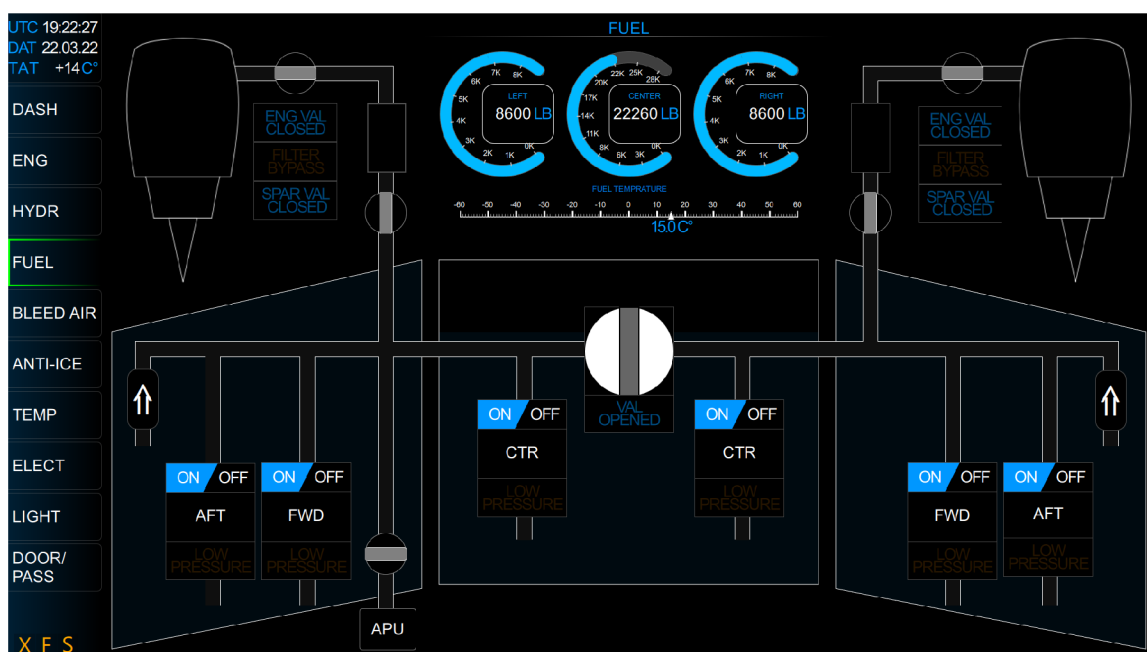 UTC 19:22:27
DAT 22.03.22
TAT +14 C°
DASH
ENG
HYDR
FUEL
BLEED AIR
ANTI-ICE
TEMP
ELECT
LIGHT
DOOR/
PASS
X F S
FUEL
LEFT
8600 LB
0K 1K 2K 3K 4K 5K 6K 7K 8K
CENTER
22260 LB
0K 3K 6K 8K 11K 14K 17K 20K 22K 25K 28K
RIGHT
8600 LB
0K 1K 2K 3K 4K 5K 6K 7K 8K
FUEL TEMPRATURE
-60 -50 -40 -30 -20 -10 0 10 20 30 40 50 60
15.0 C°
ENG VAL
CLOSED
FILTER
BYPASS
SPAR VAL
CLOSED
ENG VAL
CLOSED
FILTER
BYPASS
SPAR VAL
CLOSED
VAL
OPENED
ON OFF
AFT
LOW
PRESSURE
ON OFF
FWD
LOW
PRESSURE
ON OFF
CTR
LOW
PRESSURE
ON OFF
CTR
LOW
PRESSURE
ON OFF
FWD
LOW
PRESSURE
ON OFF
AFT
LOW
PRESSURE
APU